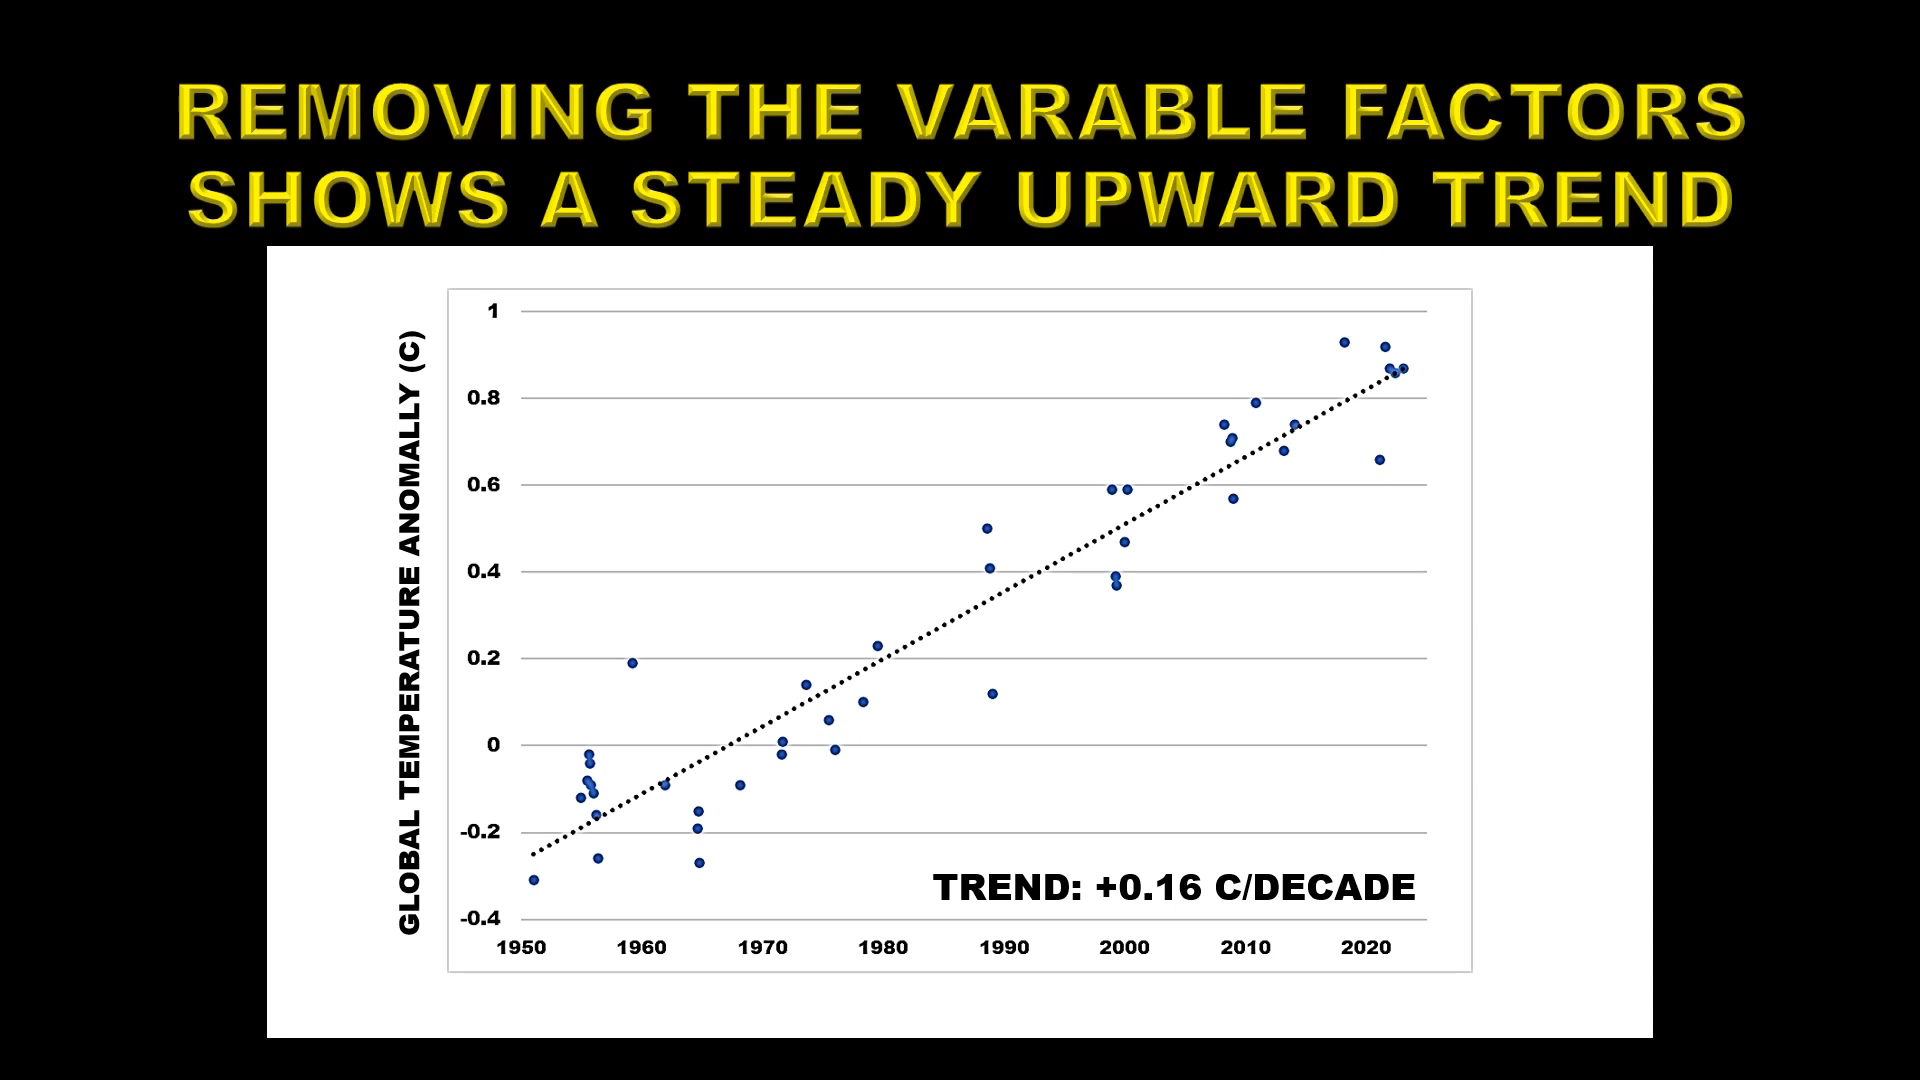 REMOVING THE VARABLE FACTORS
SHOWS A STEADY UPWARD TREND
GLOBAL TEMPERATURE ANOMALLY (C)
1
0.8
0.6
0.4
0.2
0
-0.2
-0.4
TREND: +0.16 C/DECADE
1950 1960 1970 1980 1990 2000 2010 2020